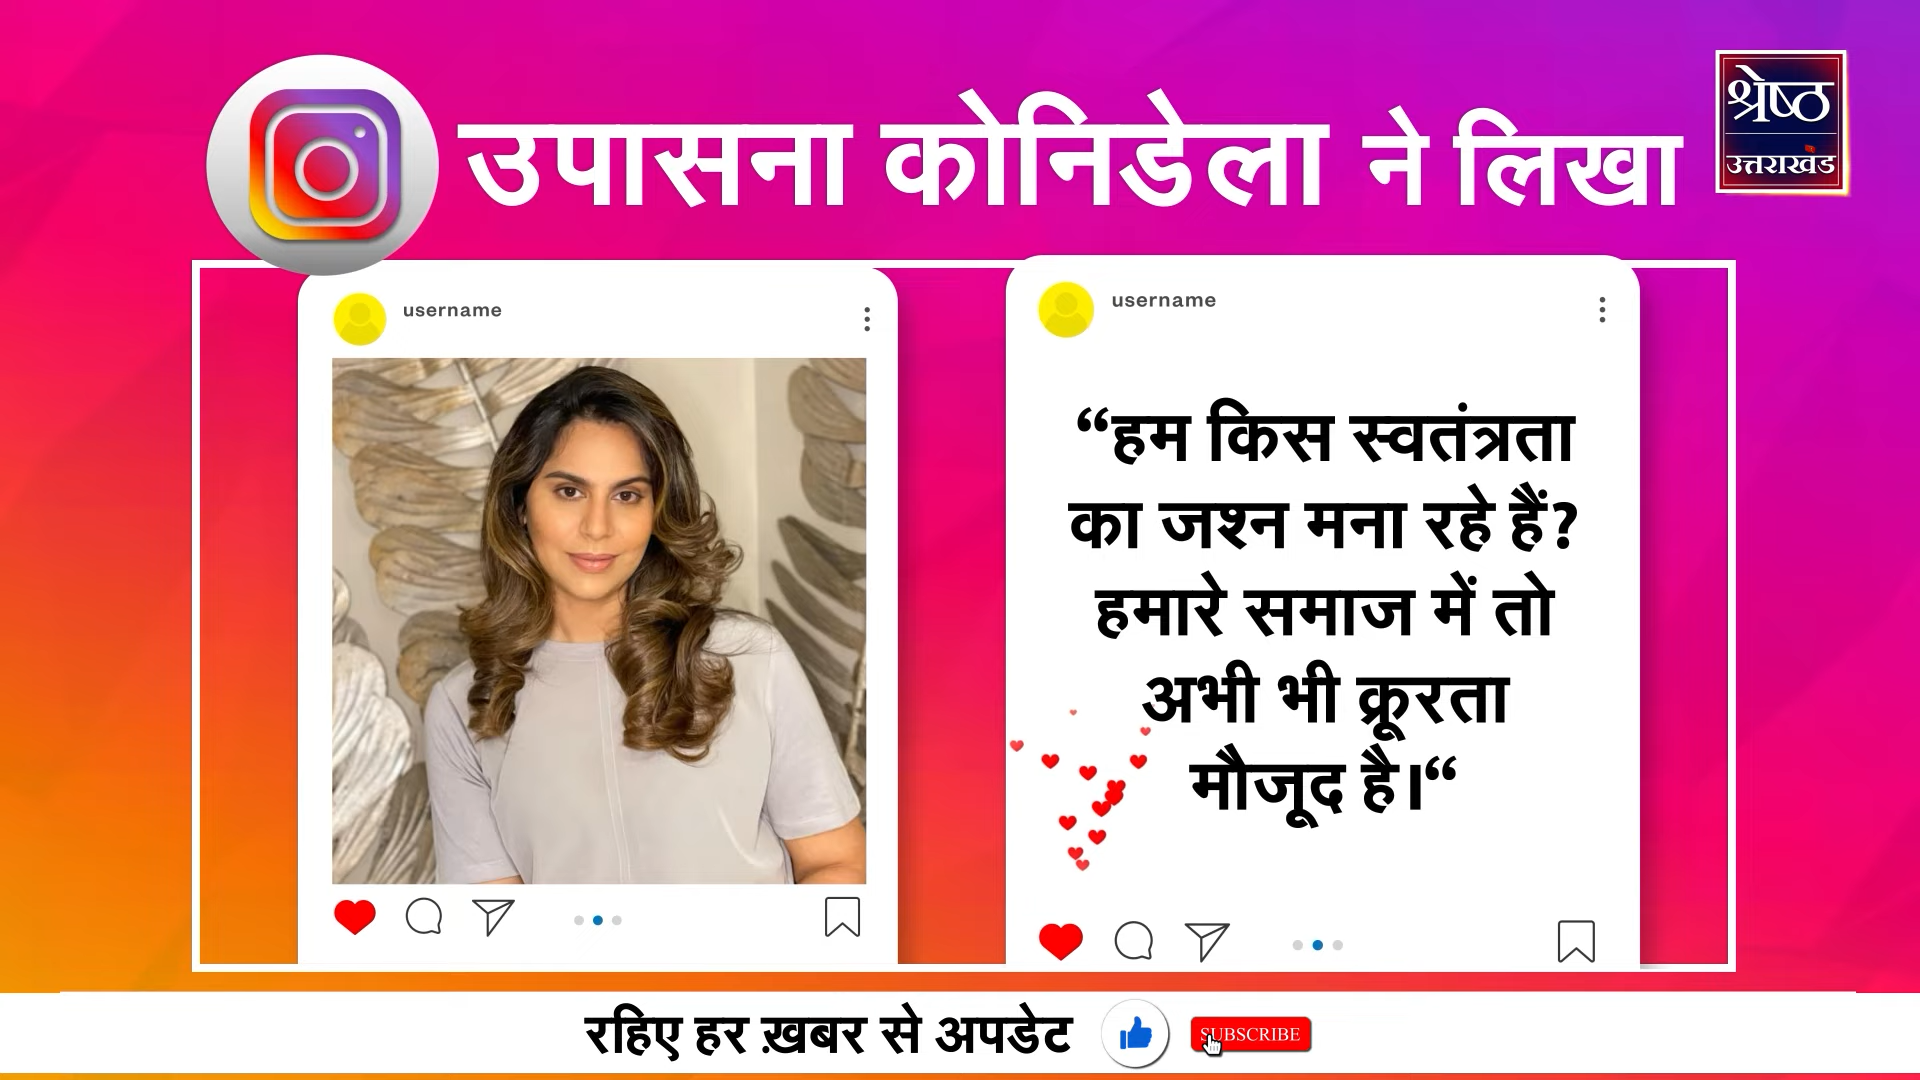 उपासना कोनिडेला ने लिखा
श्रेष्ठ
उत्तराखंड
username
username
“हम किस स्वतंत्रता
का जश्न मना रहे हैं?
हमारे समाज में तो
अभी भी क्रूरता
मौजूद है।“
रहिए हर ख़बर से अपडेट
SUBSCRIBE